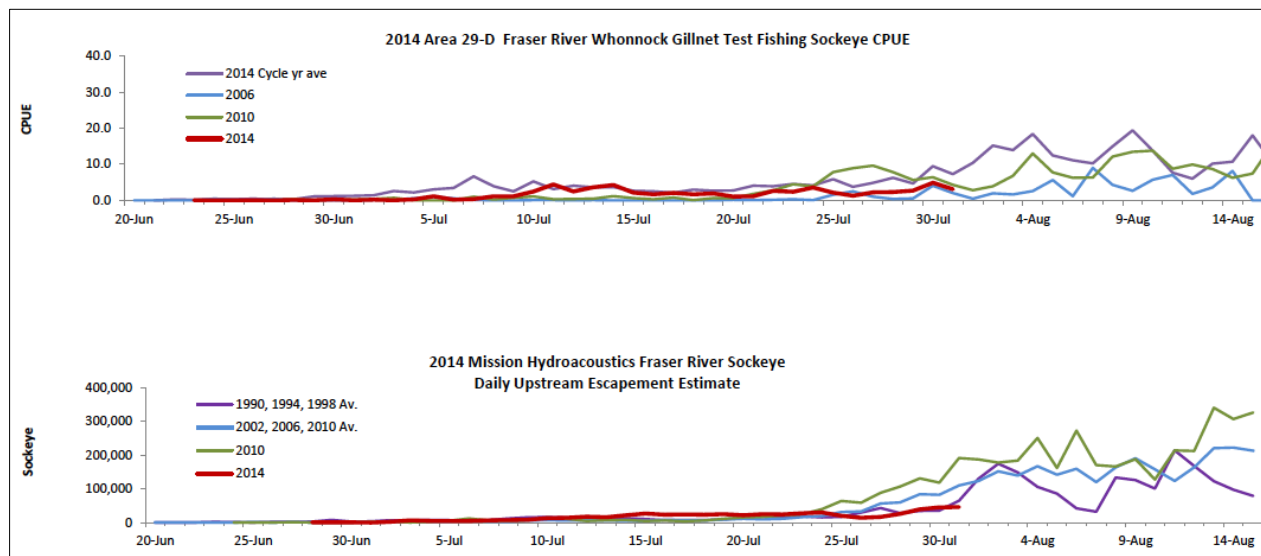 2014 Area 29-D Fraser River Whonnock Gillnet Test Fishing Sockeye CPUE
CPUE
40.0
30.0
20.0
10.0
0.0
2014 Cycle yr ave
2006
2010
2014
20-Jun 25-Jun 30-Jun 5-Jul 10-Jul 15-Jul 20-Jul 25-Jul 30-Jul 4-Aug 9-Aug 14-Aug
2014 Mission Hydroacoustics Fraser River Sockeye
Daily Upstream Escapement Estimate
Sockeye
400,000
300,000
200,000
100,000
0
1990, 1994, 1998 Av.
2002, 2006, 2010 Av.
2010
2014
20-Jun 25-Jun 30-Jun 5-Jul 10-Jul 15-Jul 20-Jul 25-Jul 30-Jul 4-Aug 9-Aug 14-Aug